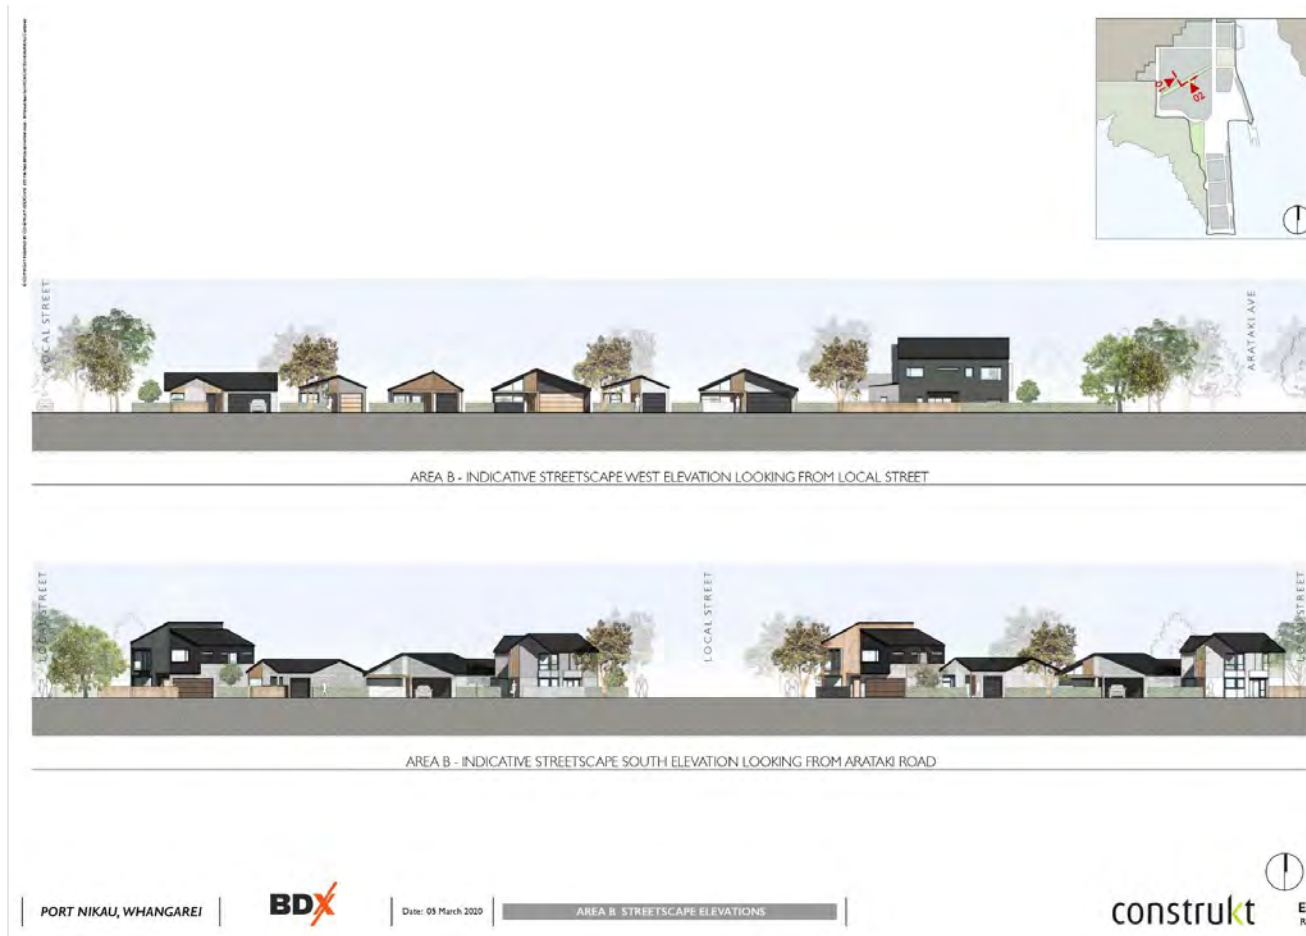 01
02
LOCAL STREET
ARATAKI AVE
AREA B - INDICATIVE STREETSCAPE WEST ELEVATION LOOKING FROM LOCAL STREET
LOCAL STREET
LOCAL STREET
LOCAL STREET
AREA B - INDICATIVE STREETSCAPE SOUTH ELEVATION LOOKING FROM ARATAKI ROAD
PORT NIKAU, WHANGAREI
BDX
Date: 05 March 2020
AREA B STREETSCAPE ELEVATIONS
construkt